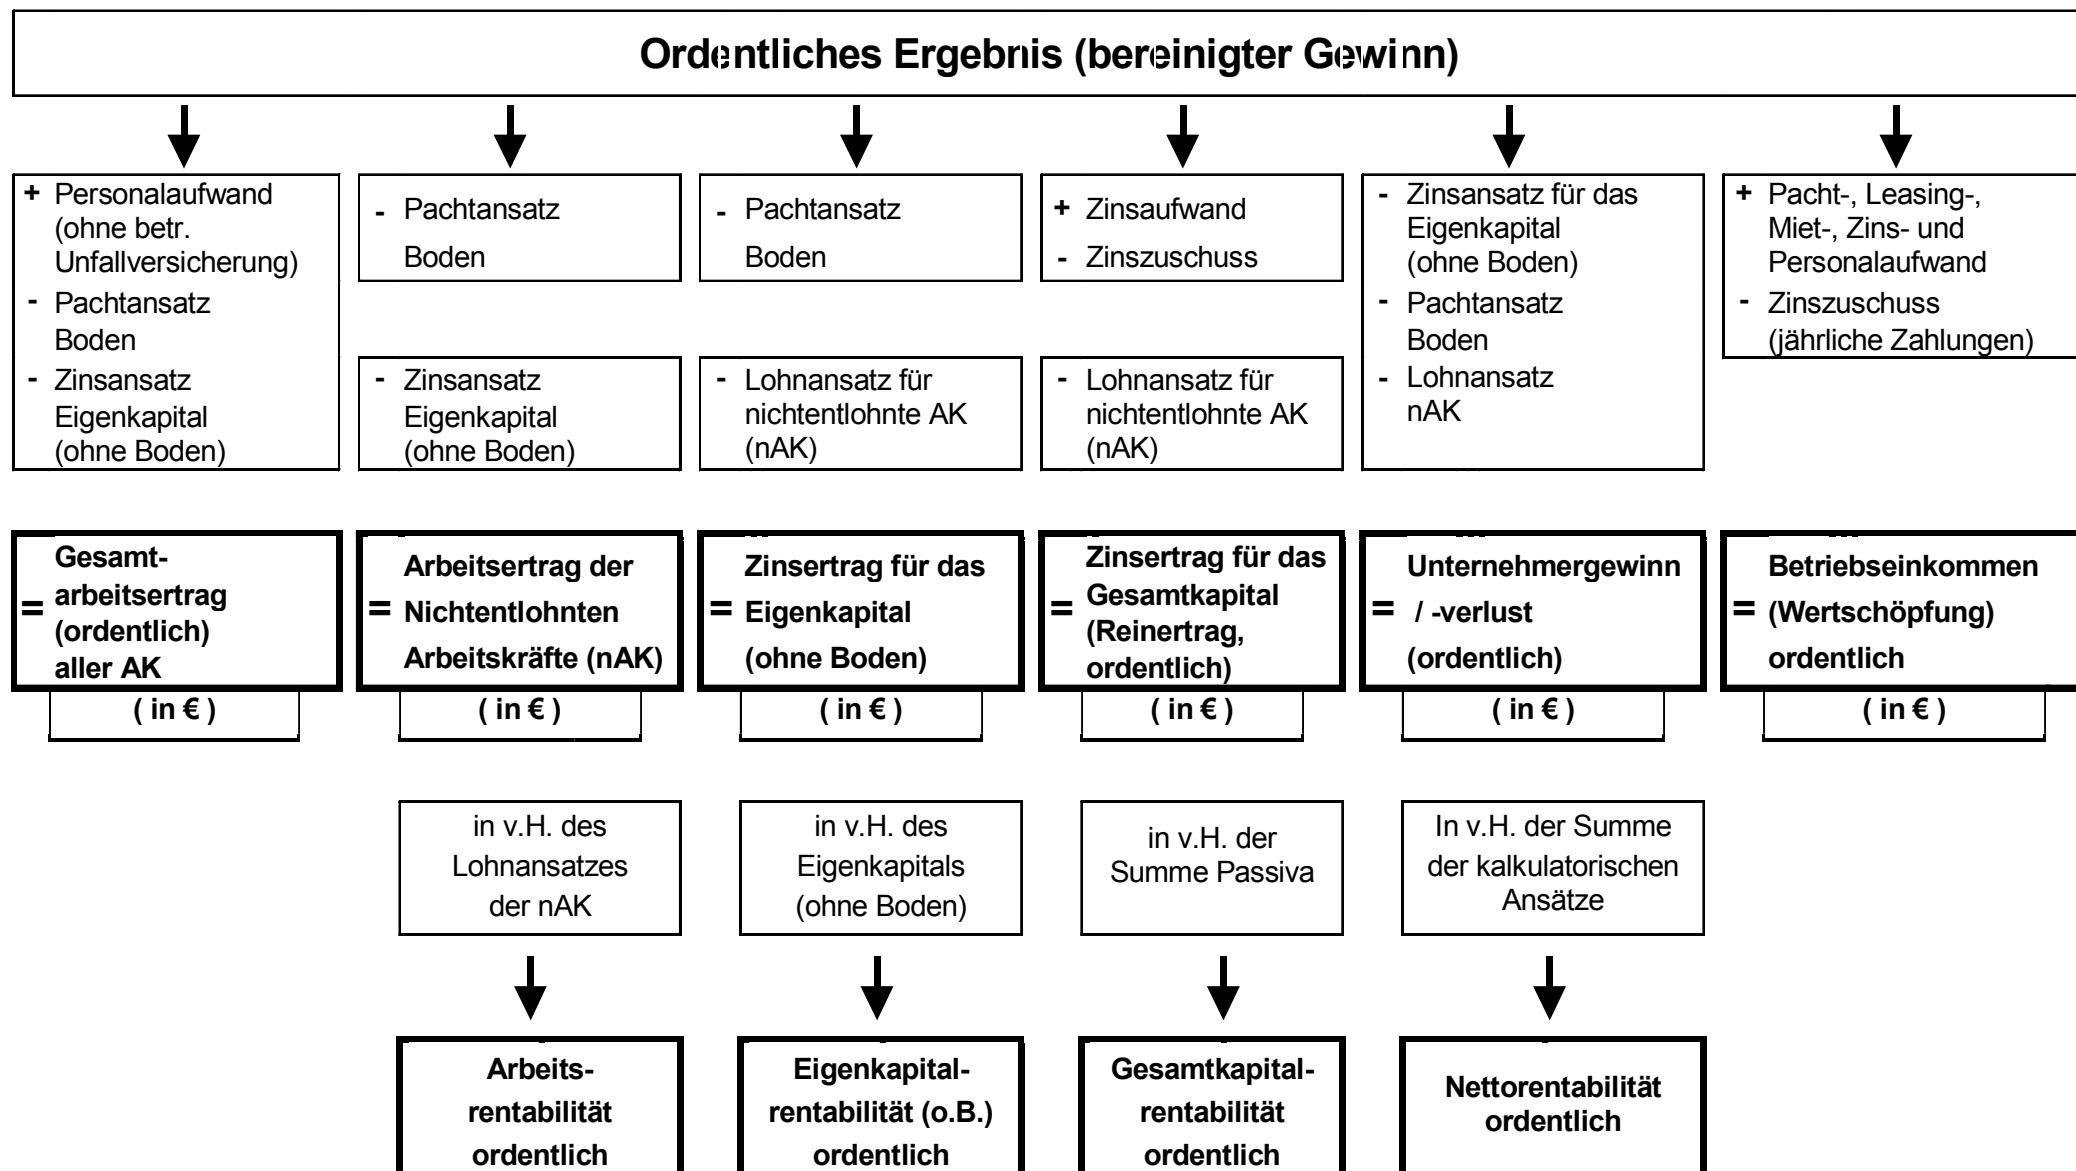 Ordentliches Ergebnis (bereinigter Gewinn)
+ Personalaufwand
(ohne betr.
Unfallversicherung)
- Pachtansatz
Boden
- Zinsansatz
Eigenkapital
(ohne Boden)
- Pachtansatz
Boden
- Zinsansatz
Eigenkapital
(ohne Boden)
- Pachtansatz
Boden
- Lohnansatz für
nichtentlohnte AK
(nAK)
+ Zinsaufwand
- Zinszuschuss
- Lohnansatz für
nichtentlohnte AK
(nAK)
- Zinsansatz für das
Eigenkapital
(ohne Boden)
- Pachtansatz
Boden
- Lohnansatz
nAK
+ Pacht-, Leasing-,
Miet-, Zins- und
Personalaufwand
- Zinszuschuss
(jährliche Zahlungen)
Gesamt-
= arbeitsertrag
(ordentlich)
aller AK
( in € )
Arbeitsertrag der
= Nichtentlohnten
Arbeitskräfte (nAK)
( in € )
Zinsertrag für das
= Eigenkapital
(ohne Boden)
( in € )
Zinsertrag für das
= Gesamtkapital
(Reinertrag,
ordentlich)
( in € )
Unternehmergewinn
= / -verlust
(ordentlich)
( in € )
Betriebseinkommen
= (Wertschöpfung)
ordentlich
( in € )
in v.H. des
Lohnansatzes
der nAK
in v.H. des
Eigenkapitals
(ohne Boden)
in v.H. der
Summe Passiva
In v.H. der Summe
der kalkulatorischen
Ansätze
Arbeits-
rentabilität
ordentlich
Eigenkapital-
rentabilität (o.B.)
ordentlich
Gesamtkapital-
rentabilität
ordentlich
Nettorentabilität
ordentlich